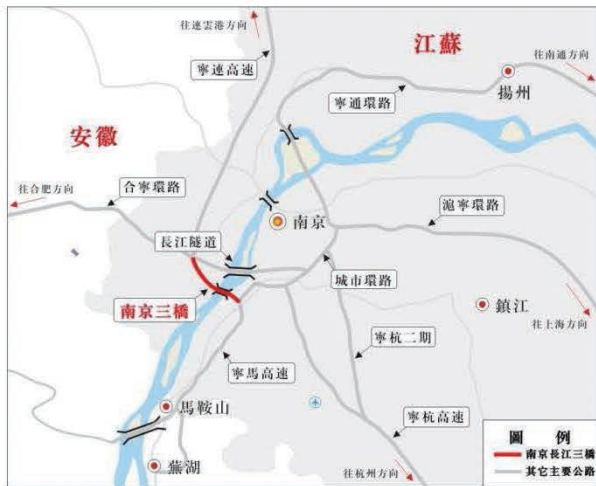 往連雲港方向
江蘇
往南通方向
寧連高速
寧通環路
揚州
安徽
往合肥方向
合寧環路
滬寧環路
南京
長江隧道
城市環路
南京三橋
鎮江
往上海方向
寧杭二期
寧馬高速
馬鞍山
寧杭高速
蕪湖
往杭州方向
圖 例
南京長江三橋
其它主要公路